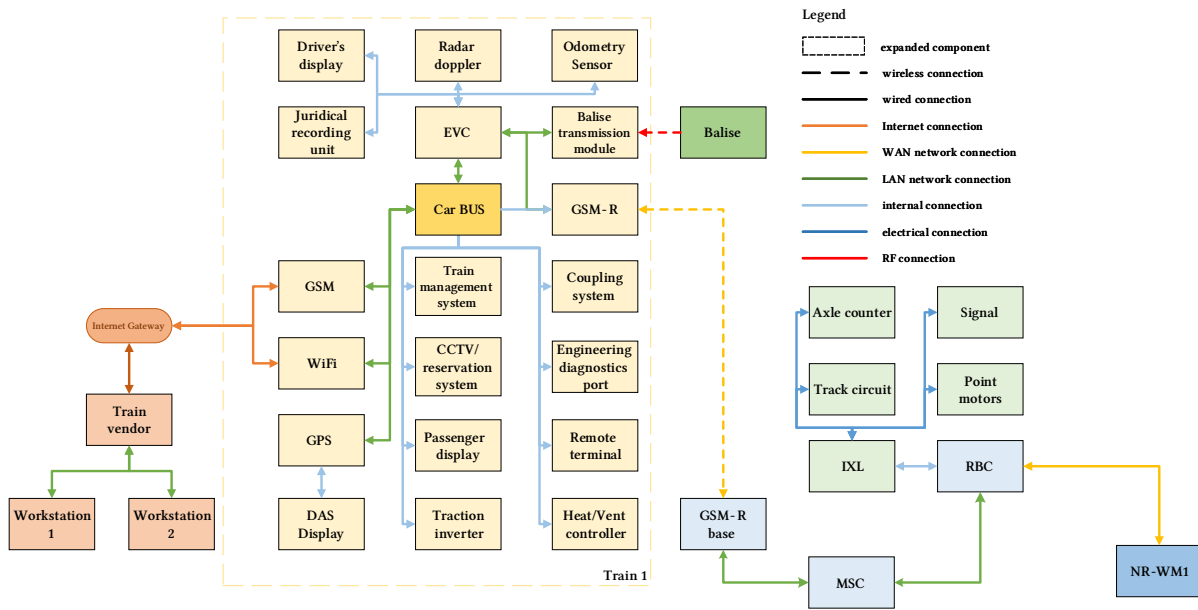 Legend
expanded component
wireless connection
wired connection
Internet connection
WAN network connection
LAN network connection
internal connection
electrical connection
RF connection
Driver's
display
Radar
doppler
Odometry
Sensor
Juridical
recording
unit
EVC
Balise
transmission
module
Balise
Car BUS
GSM-R
GSM
Train
management
system
Coupling
system
Internet Gateway
WiFi
CCTV/
reservation
system
Engineering
diagnostics
port
Train
vendor
GPS
Passenger
display
Remote
terminal
Workstation
1
Workstation
2
DAS
Display
Traction
inverter
Heat/Vent
controller
Train 1
Axle counter
Signal
Track circuit
Point
motors
IXL
RBC
GSM-R
base
MSC
NR-WM1